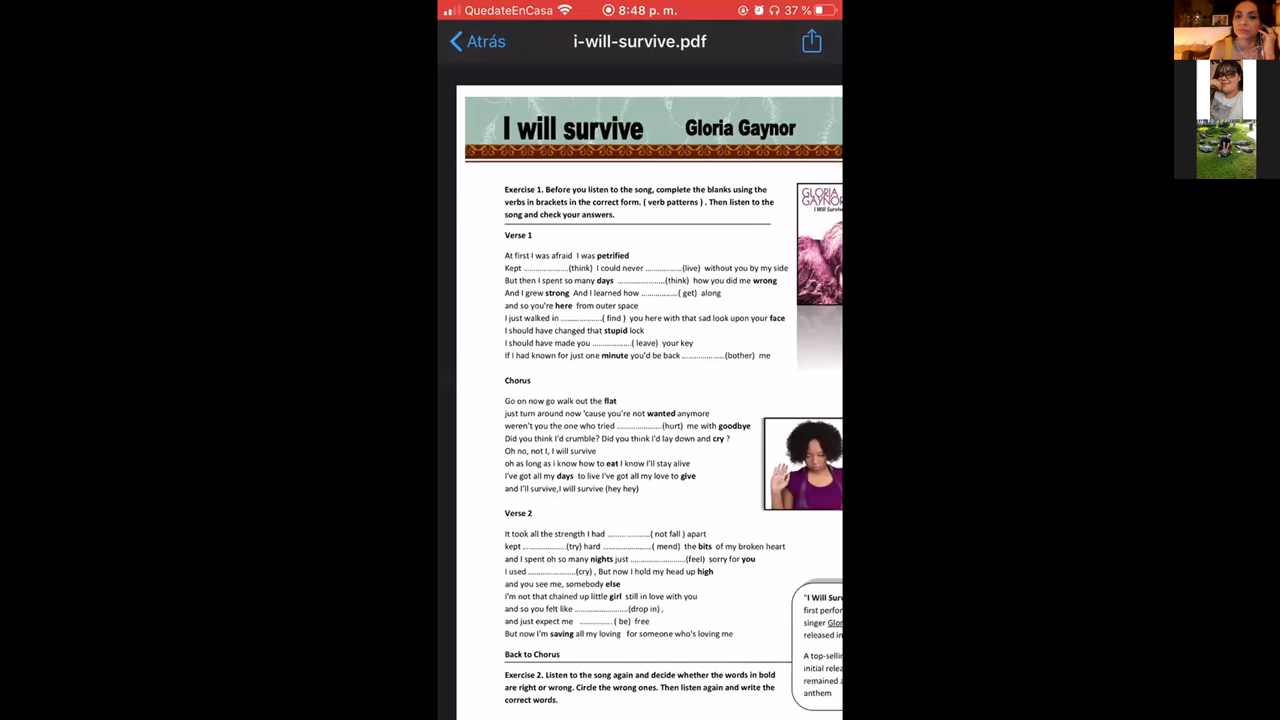 QuedateEnCasa 8:48 p. m. 37 %
Atrás i-will-survive.pdf
I will survive Gloria Gaynor
Exercise 1. Before you listen to the song, complete the blanks using the
verbs in brackets in the correct form. ( verb patterns ) . Then listen to the
song and check your answers.
GLORIA
GAYNOR
I Will Surviv
Verse 1
At first I was afraid I was petrified
Kept ......................(think) I could never ..................(live) without you by my side
But then I spent so many days .......................(think) how you did me wrong
And I grew strong And I learned how ..................( get) along
and so you're here from outer space
I just walked in ....................( find ) you here with that sad look upon your face
I should have changed that stupid lock
I should have made you ...................( leave) your key
If I had known for just one minute you'd be back .....................(bother) me
Chorus
Go on now go walk out the flat
just turn around now 'cause you're not wanted anymore
weren't you the one who tried ......................(hurt) me with goodbye
Did you think I'd crumble? Did you think I'd lay down and cry ?
Oh no, not I, I will survive
oh as long as i know how to eat I know I'll stay alive
I've got all my days to live I've got all my love to give
and I'll survive,I will survive (hey hey)
Verse 2
It took all the strength I had .....................( not fall ) apart
kept .....................(try) hard ........................( mend) the bits of my broken heart
and I spent oh so many nights just ...........................(feel) sorry for you
I used .......................(cry) , But now I hold my head up high
and you see me, somebody else
I'm not that chained up little girl still in love with you
and so you felt like ..........................(drop in) ,
and just expect me ................ ( be) free
But now I'm saving all my loving for someone who's loving me
Back to Chorus
Exercise 2. Listen to the song again and decide whether the words in bold
are right or wrong. Circle the wrong ones. Then listen again and write the
correct words.
"I Will Surv
first perfor
singer Glor
released in
A top-sellin
initial relea
remained a
anthem